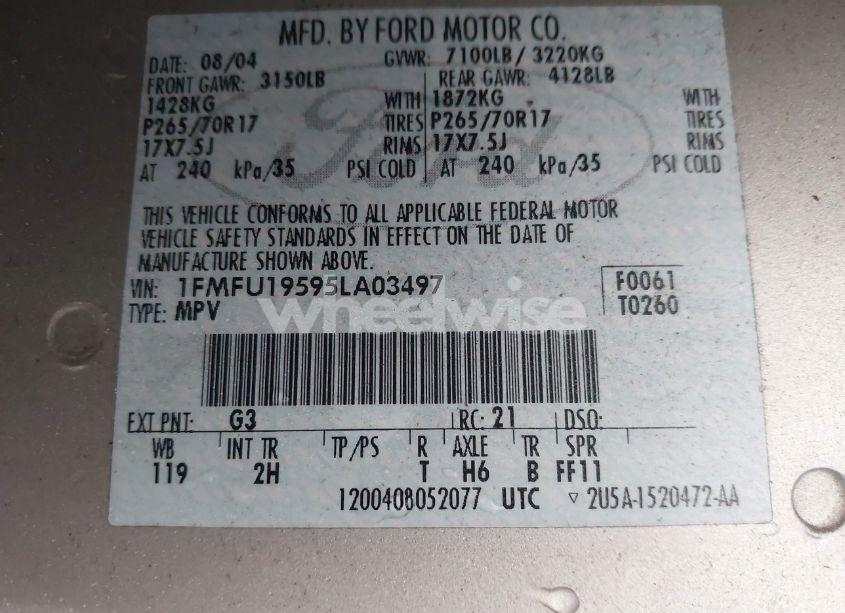 MFD. BY FORD MOTOR CO.
DATE: 08/04 GVWR: 7100LB / 3220KG
FRONT GAWR: 3150LB REAR GAWR: 4128LB
1428KG WITH 1872KG WITH
P265/70R17 TIRES P265/70R17 TIRES
17X7.5J RIMS 17X7.5J RIMS
AT 240 kPa/35 PSI COLD AT 240 kPa/35 PSI COLD
Ford
THIS VEHICLE CONFORMS TO ALL APPLICABLE FEDERAL MOTOR
VEHICLE SAFETY STANDARDS IN EFFECT ON THE DATE OF
MANUFACTURE SHOWN ABOVE.
VIN: 1FMFU19595LA03497 F0061
TYPE: MPV T0260
wheelwise
EXT PNT: G3 RC: 21 DSO:
WB INT TR TP/PS R AXLE TR SPR
119 2H T H6 B FF11
1200408052077 UTC ▽ 2U5A-1520472-AA